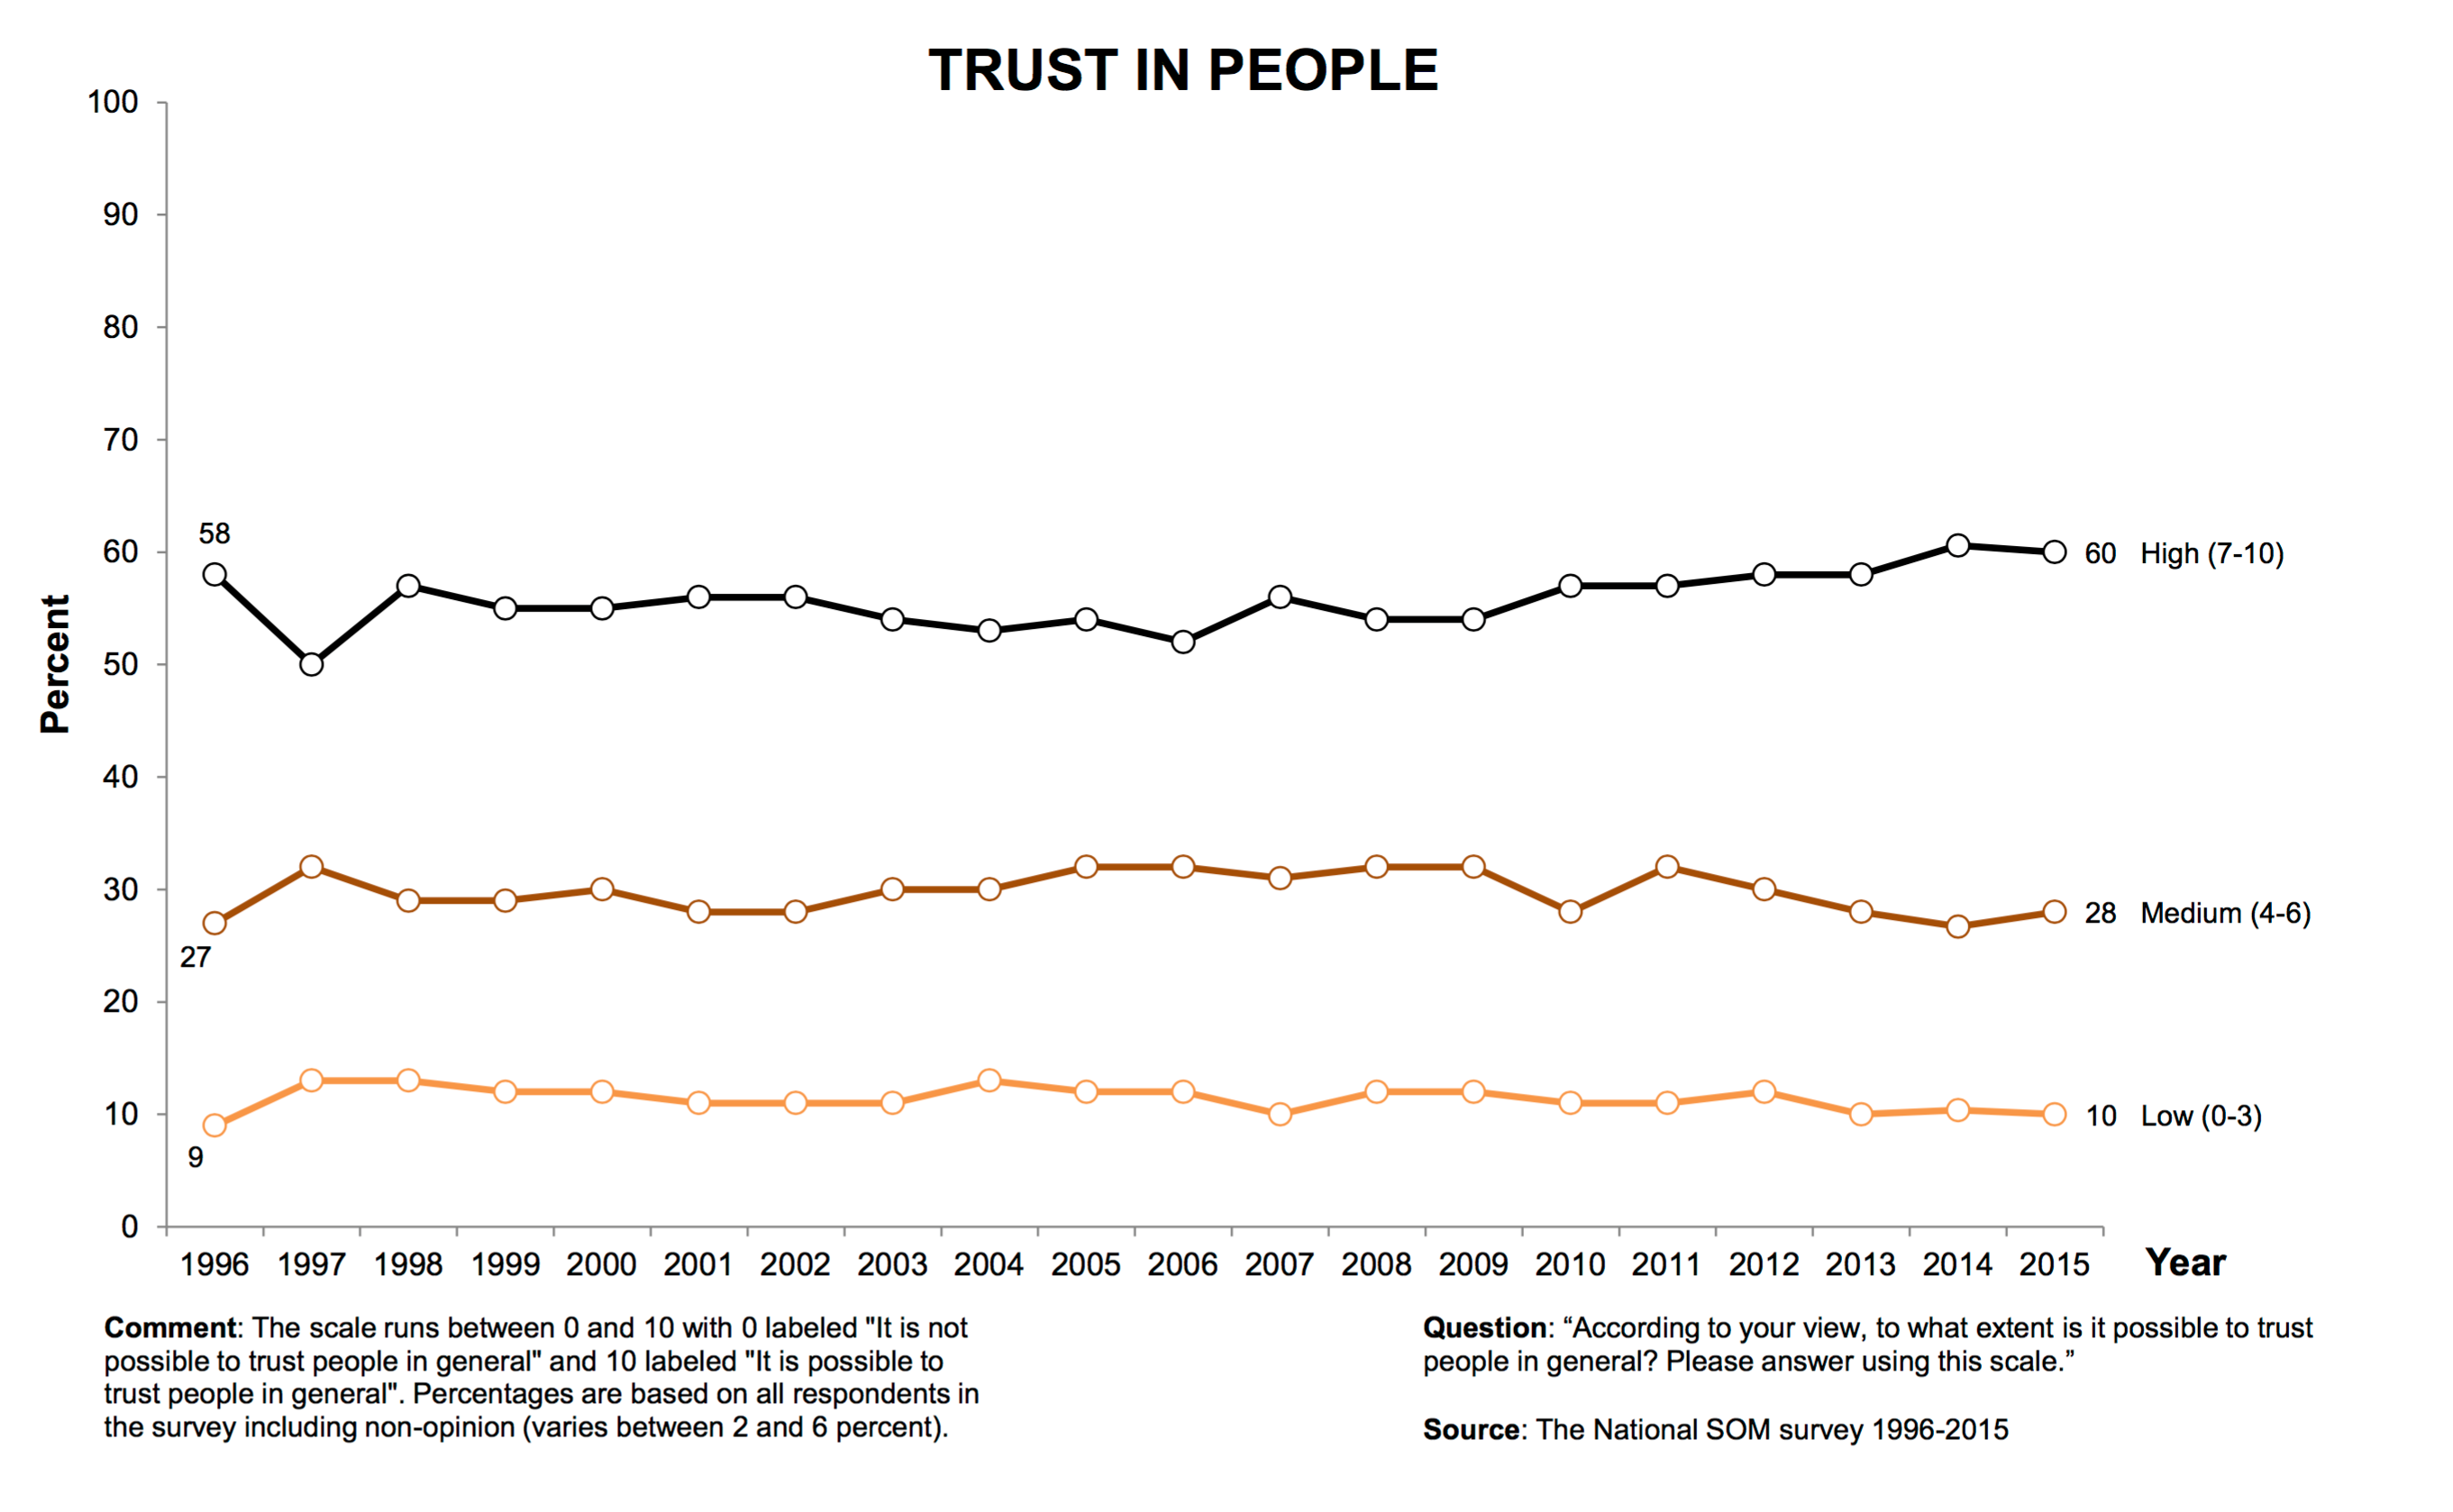 TRUST IN PEOPLE
100
90
80
70
60
50
40
30
20
10
0
Percent
58
27
9
60 High (7-10)
28 Medium (4-6)
10 Low (0-3)
1996 1997 1998 1999 2000 2001 2002 2003 2004 2005 2006 2007 2008 2009 2010 2011 2012 2013 2014 2015 Year
Comment: The scale runs between 0 and 10 with 0 labeled "It is not
possible to trust people in general" and 10 labeled "It is possible to
trust people in general". Percentages are based on all respondents in
the survey including non-opinion (varies between 2 and 6 percent).
Question: “According to your view, to what extent is it possible to trust
people in general? Please answer using this scale.”
Source: The National SOM survey 1996-2015